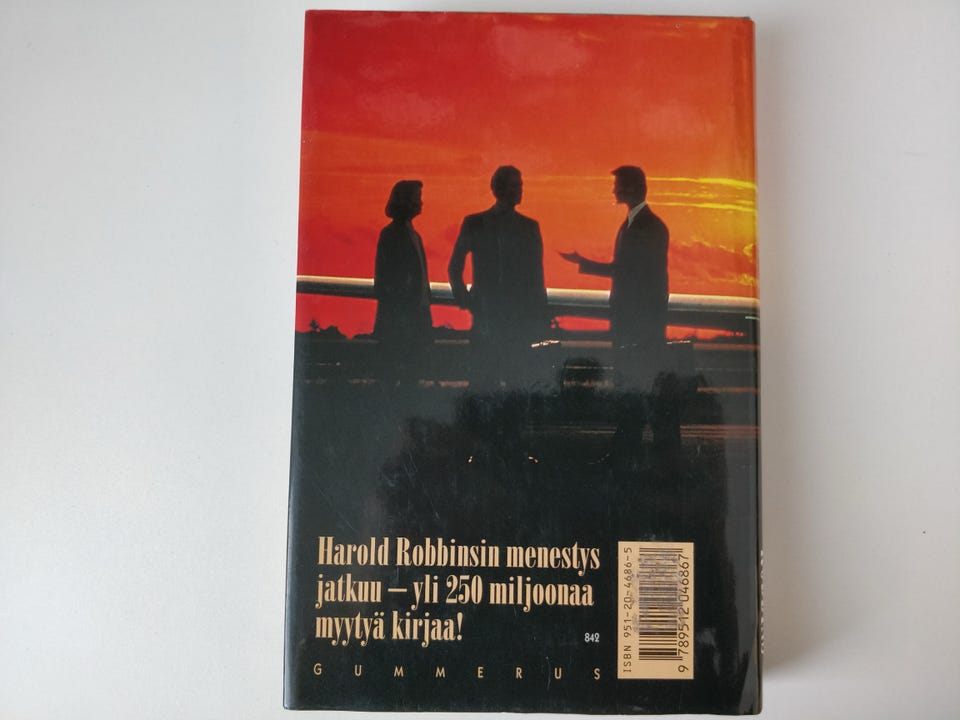 Harold Robbinsin menestys
jatkuu – yli 250 miljoonaa
myytyä kirjaa!
842
GUMMERUS
ISBN 951-20-4686-5
9 789512 046867